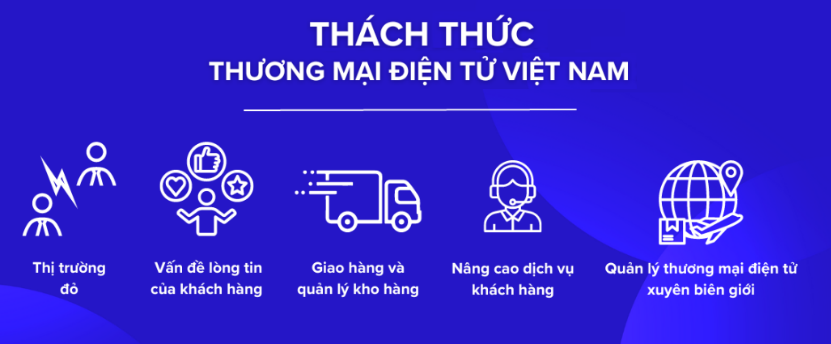 THÁCH THỨC
THƯƠNG MẠI ĐIỆN TỬ VIỆT NAM
Thị trường
đỏ
Vấn đề lòng tin
của khách hàng
Giao hàng và
quản lý kho hàng
Nâng cao dịch vụ
khách hàng
Quản lý thương mại điện tử
xuyên biên giới